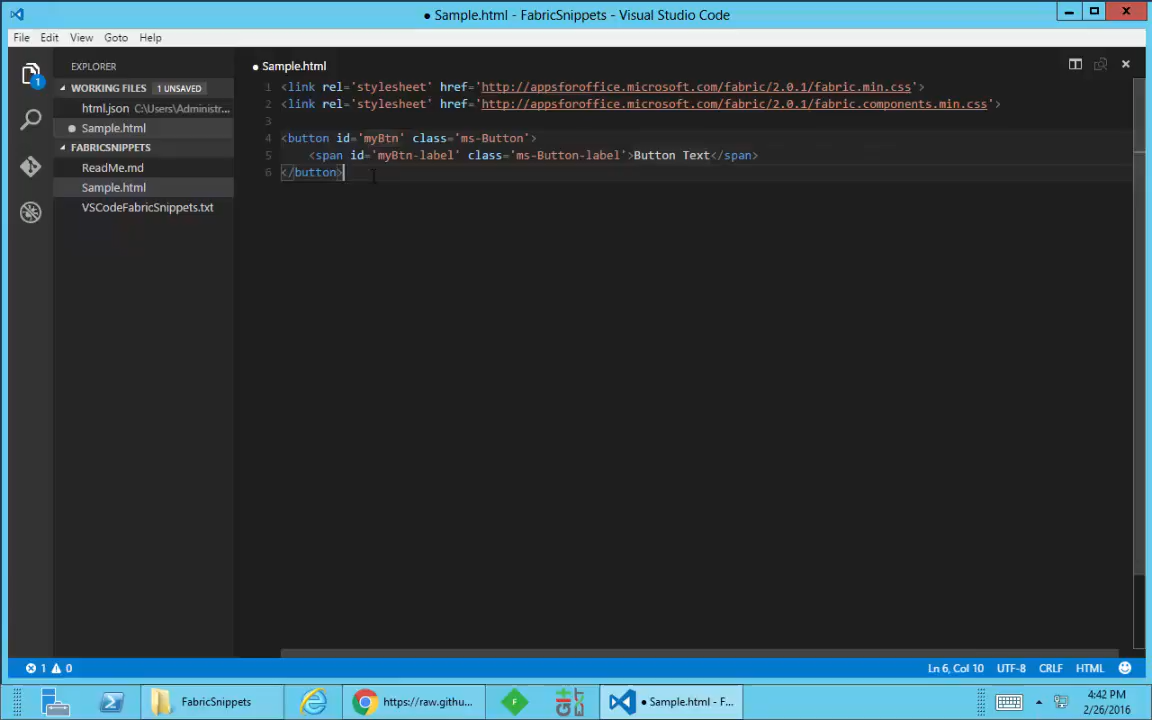 ● Sample.html - FabricSnippets - Visual Studio Code
File Edit View Goto Help
EXPLORER
WORKING FILES 1 UNSAVED
html.json C:\Users\Administr...
Sample.html
FABRICSNIPPETS
ReadMe.md
Sample.html
VSCodeFabricSnippets.txt
1
● Sample.html
1 <link rel='stylesheet' href='http://appsforoffice.microsoft.com/fabric/2.0.1/fabric.min.css'>
2 <link rel='stylesheet' href='http://appsforoffice.microsoft.com/fabric/2.0.1/fabric.components.min.css'>
3
4 <button id='myBtn' class='ms-Button'>
5 <span id='myBtn-label' class='ms-Button-label'>Button Text</span>
6 </button>
1 0
Ln 6, Col 10 UTF-8 CRLF HTML
FabricSnippets
https://raw.githu...
● Sample.html - F...
4:42 PM
2/26/2016